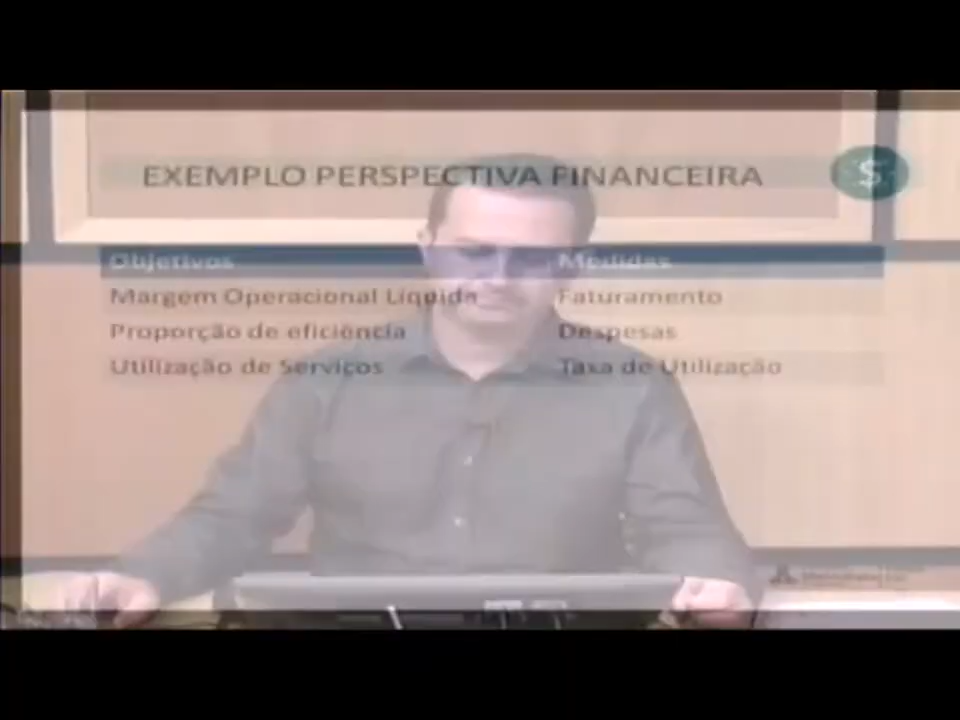 EXEMPLO PERSPECTIVA FINANCEIRA
$
Objetivos Medidas
Margem Operacional Líquida Faturamento
Proporção de eficiência Despesas
Utilização de Serviços Taxa de Utilização